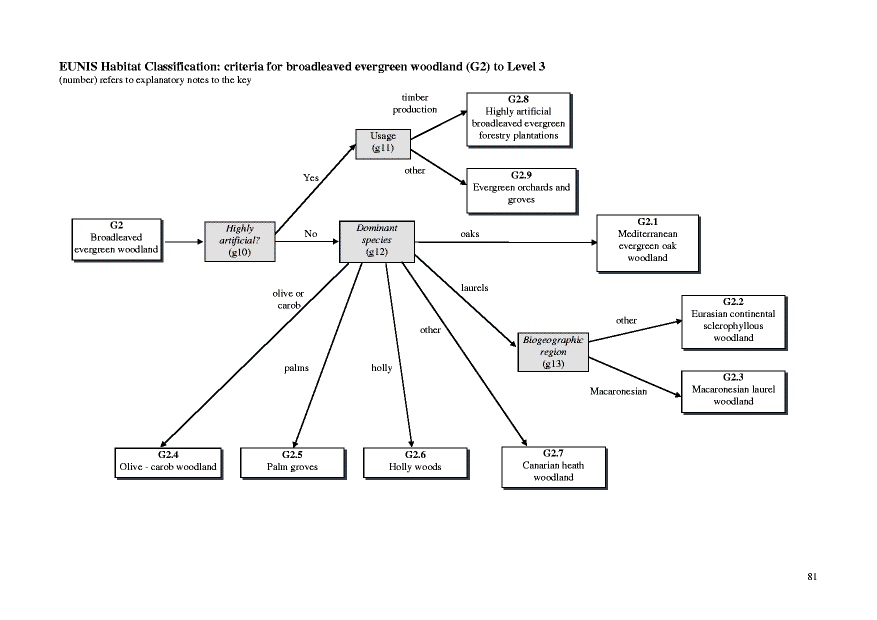 EUNIS Habitat Classification: criteria for broadleaved evergreen woodland (G2) to Level 3
(number) refers to explanatory notes to the key
timber
production
G2.8
Highly artificial
broadleaved evergreen
forestry plantations
Usage
(g11)
other
G2.9
Evergreen orchards and
groves
Yes
G2
Broadleaved
evergreen woodland
Highly
artificial?
(g10)
No
Dominant
species
(g12)
oaks
G2.1
Mediterranean
evergreen oak
woodland
olive or
carob
laurels
other
G2.2
Eurasian continental
sclerophyllous
woodland
other
Biogeographic
region
(g13)
palms
holly
Macaronesian
G2.3
Macaronesian laurel
woodland
G2.4
Olive - carob woodland
G2.5
Palm groves
G2.6
Holly woods
G2.7
Canarian heath
woodland
81